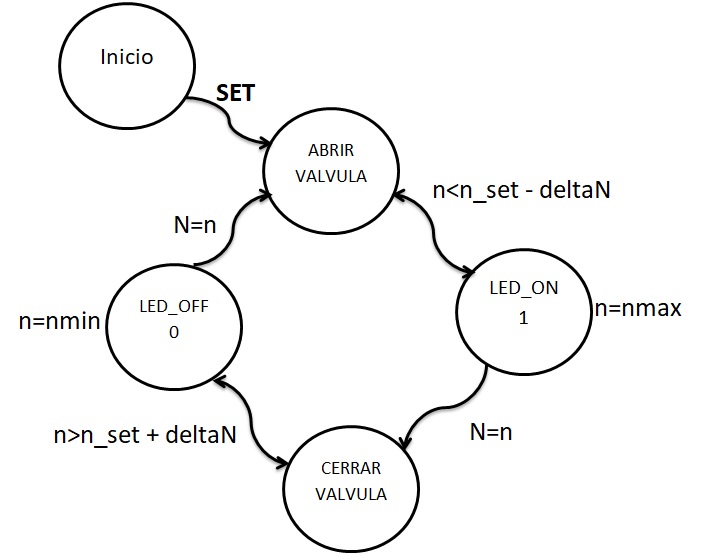 Inicio
SET
ABRIR
VALVULA
n<n_set - deltaN
N=n
LED_ON
1
n=nmax
LED_OFF
0
n=nmin
n>n_set + deltaN
N=n
CERRAR
VALVULA